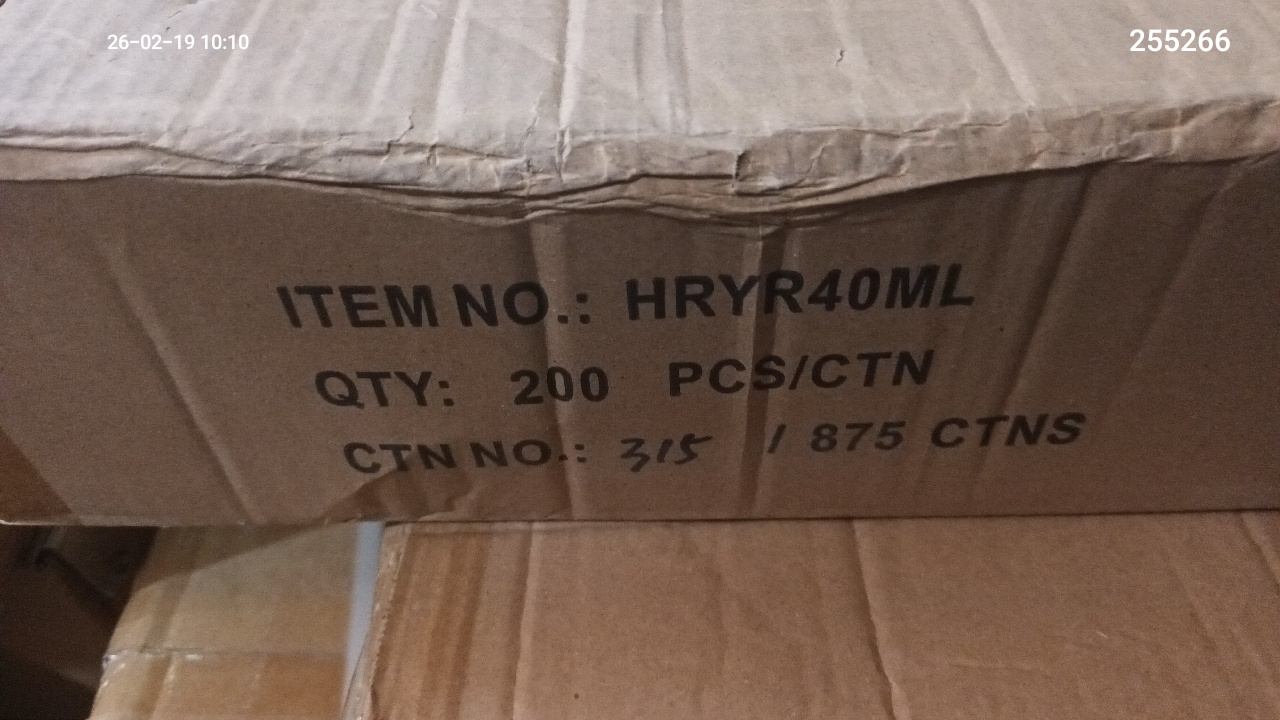 26-02-19 10:10
255266
ITEM NO.: HRYR40ML
QTY: 200 PCS/CTN
CTN NO.: 315 / 875 CTNS